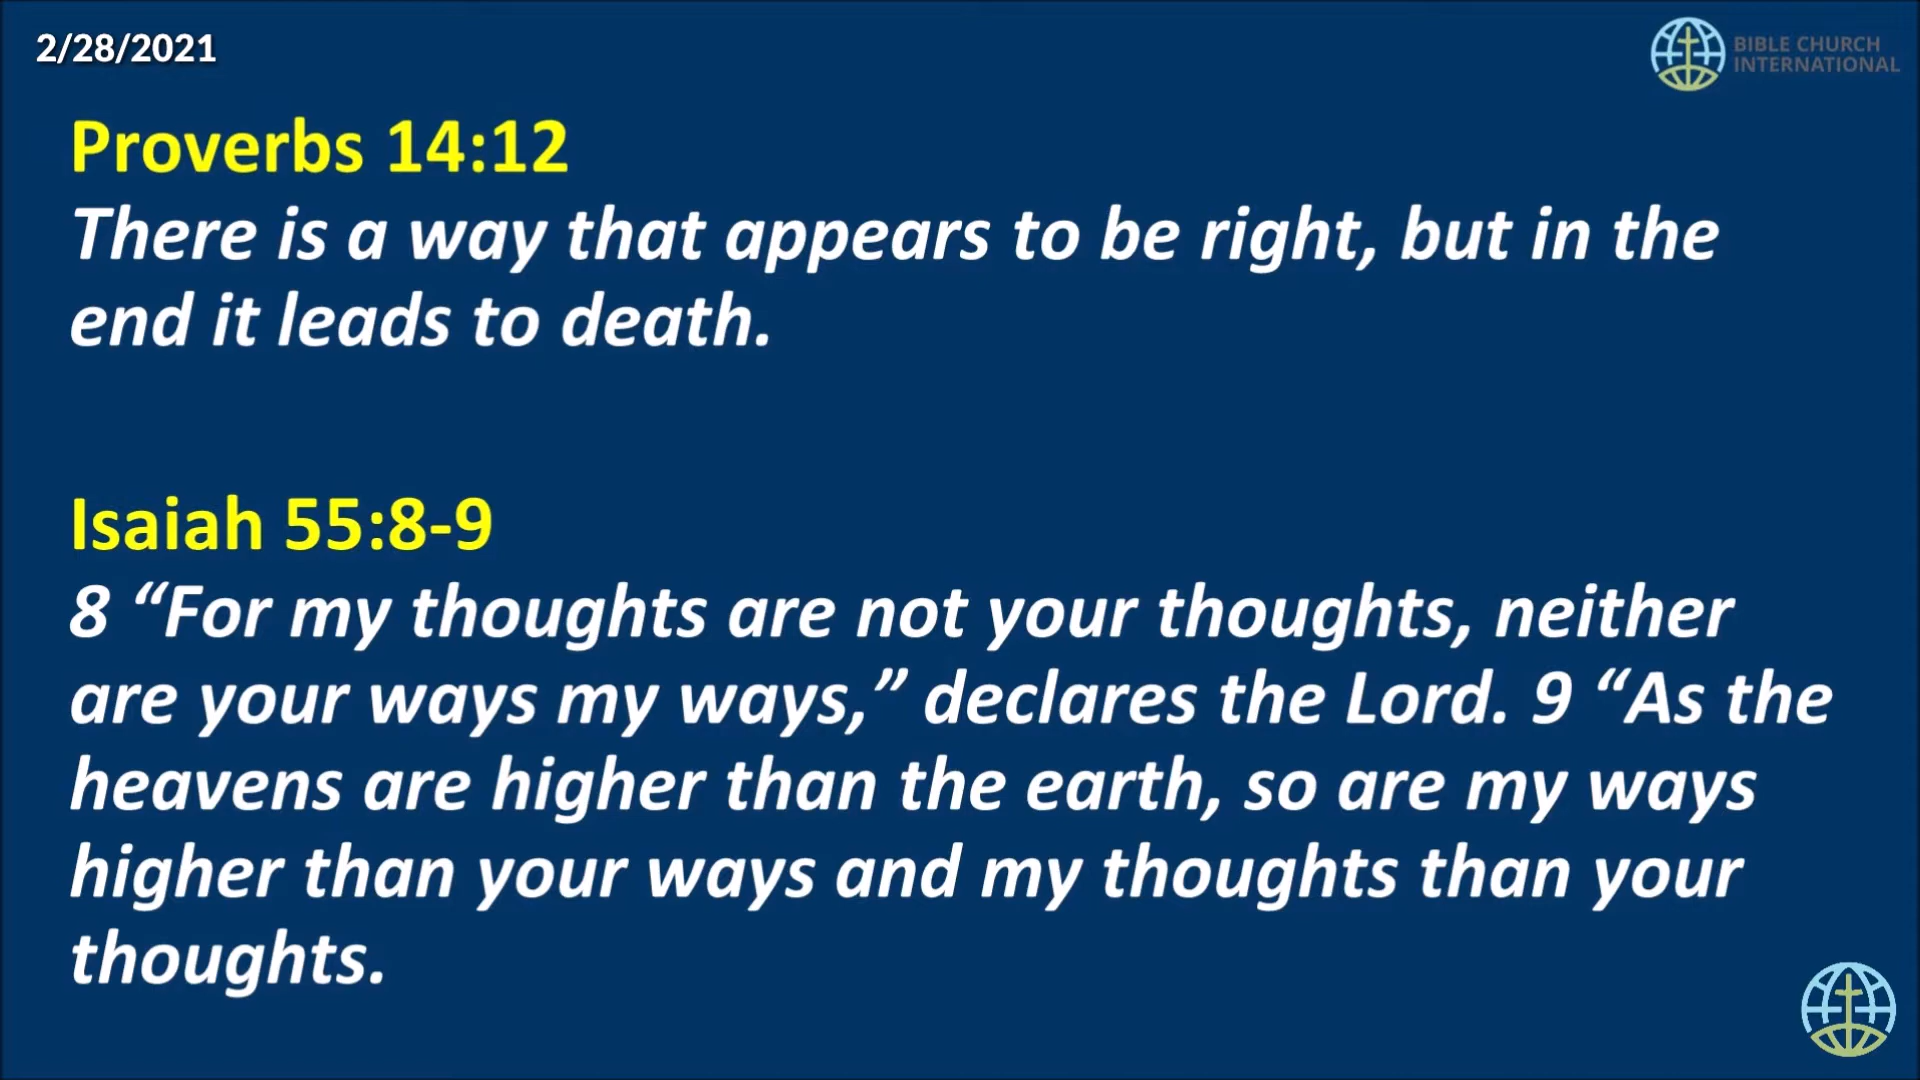 2/28/2021
BIBLE CHURCH
INTERNATIONAL
Proverbs 14:12
There is a way that appears to be right, but in the
end it leads to death.
Isaiah 55:8-9
8 “For my thoughts are not your thoughts, neither
are your ways my ways,” declares the Lord. 9 “As the
heavens are higher than the earth, so are my ways
higher than your ways and my thoughts than your
thoughts.